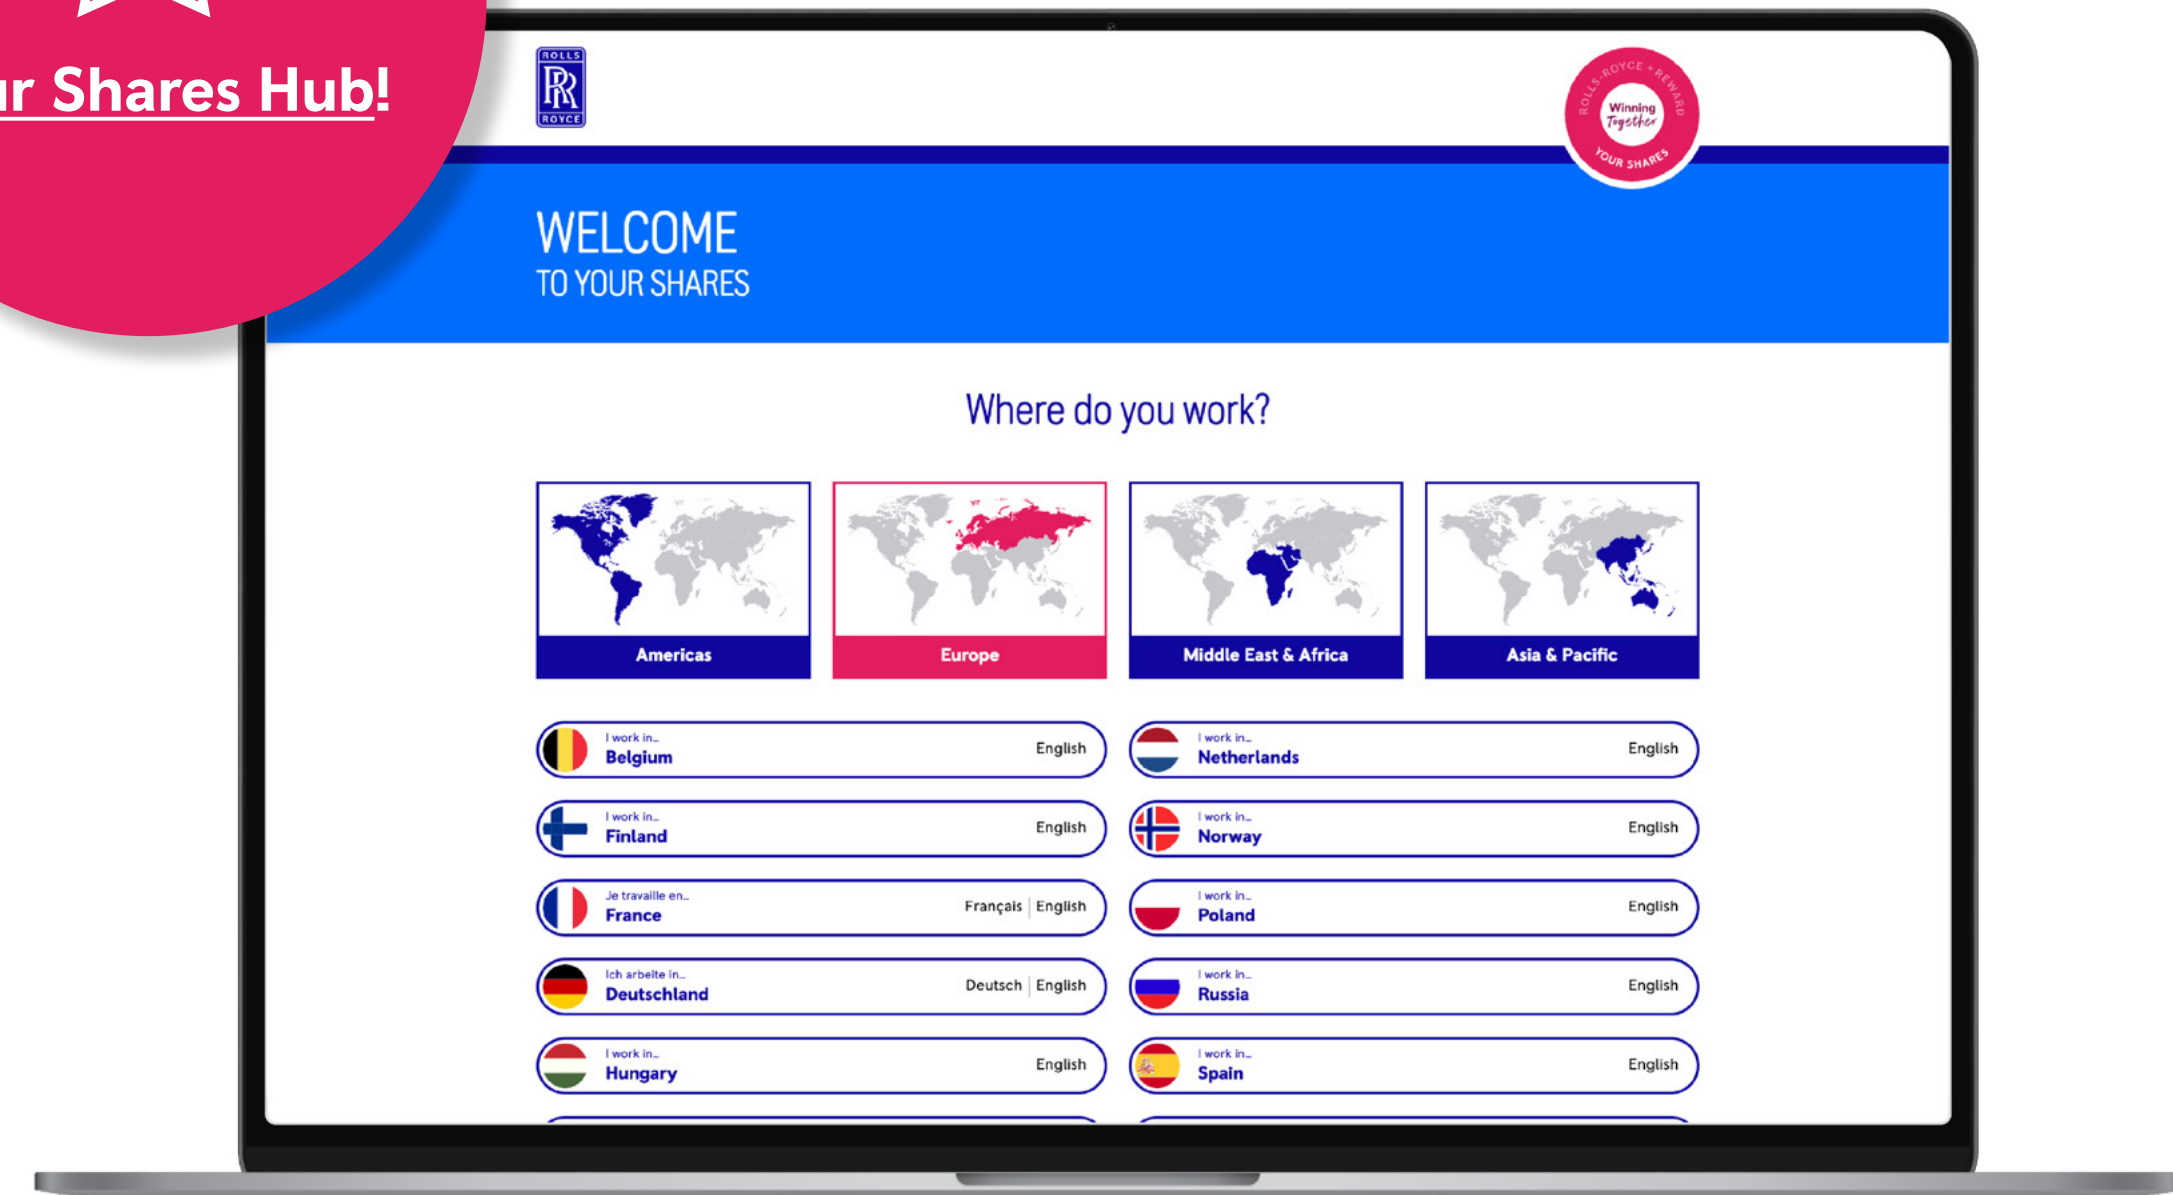 Shares Hub!
ROLLS
RR
ROYCE
ROLLS-ROYCE + REWARD
Winning
Together
YOUR SHARES
WELCOME
TO YOUR SHARES
Where do you work?
Americas
Europe
Middle East & Africa
Asia & Pacific
I work in...
Belgium
English
I work in...
Netherlands
English
I work in...
Finland
English
I work in...
Norway
English
Je travaille en...
France
Français | English
I work in...
Poland
English
Ich arbeite in...
Deutschland
Deutsch | English
I work in...
Russia
English
I work in...
Hungary
English
I work in...
Spain
English